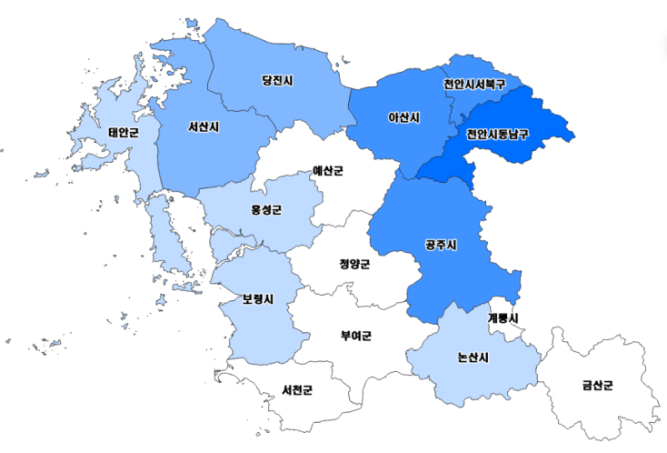 당진시
천안시서북구
아산시
서산시
태안군
천안시동남구
예산군
홍성군
공주시
청양군
보령시
계룡시
부여군
논산시
서천군
금산군